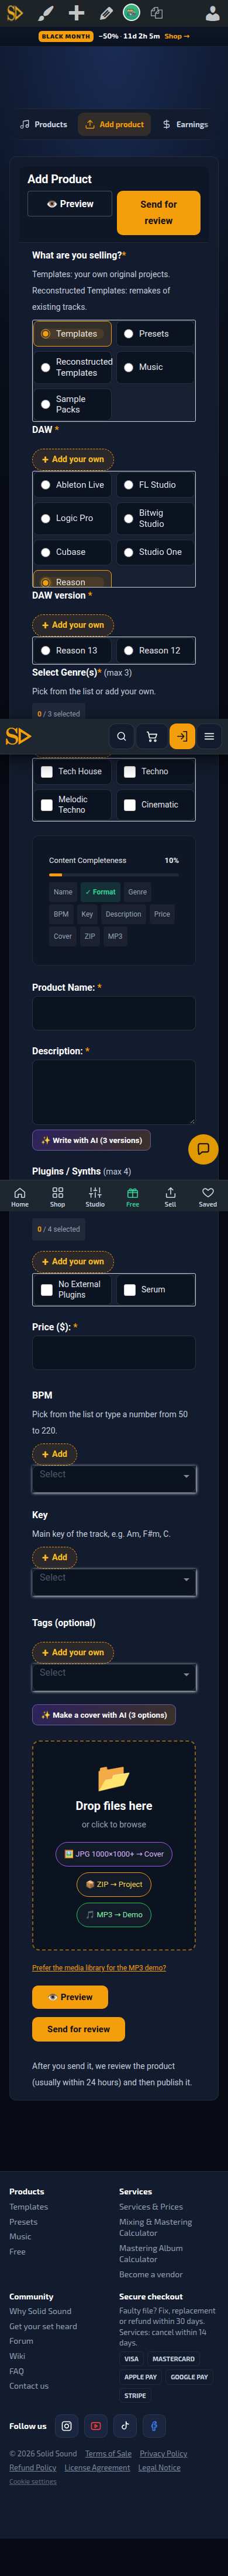 BLACK MONTH -50% · 11d 2h 5m Shop →
Products
Add product
Earnings
Add Product
👁️ Preview
Send for
review
What are you selling?*
Templates: your own original projects.
Reconstructed Templates: remakes of
existing tracks.
Templates
Presets
Reconstructed
Templates
Music
Sample
Packs
DAW *
+ Add your own
Ableton Live
FL Studio
Logic Pro
Bitwig
Studio
Cubase
Studio One
Reason
DAW version *
+ Add your own
Reason 13
Reason 12
Select Genre(s)* (max 3)
Pick from the list or add your own.
0 / 3 selected
Tech House
Techno
Melodic
Techno
Cinematic
Content Completeness
10%
Name
✓ Format
Genre
BPM
Key
Description
Price
Cover
ZIP
MP3
Product Name: *
Description: *
✨ Write with AI (3 versions)
Plugins / Synths (max 4)
Home
Shop
Studio
Free
Sell
Saved
0 / 4 selected
+ Add your own
No External
Plugins
Serum
Price ($): *
BPM
Pick from the list or type a number from 50
to 220.
+ Add
Select
Key
Main key of the track, e.g. Am, F#m, C.
+ Add
Select
Tags (optional)
+ Add your own
Select
✨ Make a cover with AI (3 options)
Drop files here
or click to browse
🖼️ JPG 1000×1000+ → Cover
📦 ZIP → Project
🎵 MP3 → Demo
Prefer the media library for the MP3 demo?
👁️ Preview
Send for review
After you send it, we review the product
(usually within 24 hours) and then publish it.
Products
Templates
Presets
Music
Free
Services
Services & Prices
Mixing & Mastering
Calculator
Mastering Album
Calculator
Become a vendor
Community
Why Solid Sound
Get your set heard
Forum
Wiki
FAQ
Contact us
Secure checkout
Faulty file? Fix, replacement
or refund within 30 days.
Services: cancel within 14
days.
VISA
MASTERCARD
APPLE PAY
GOOGLE PAY
STRIPE
Follow us
© 2026 Solid Sound Terms of Sale Privacy Policy
Refund Policy License Agreement Legal Notice
Cookie settings